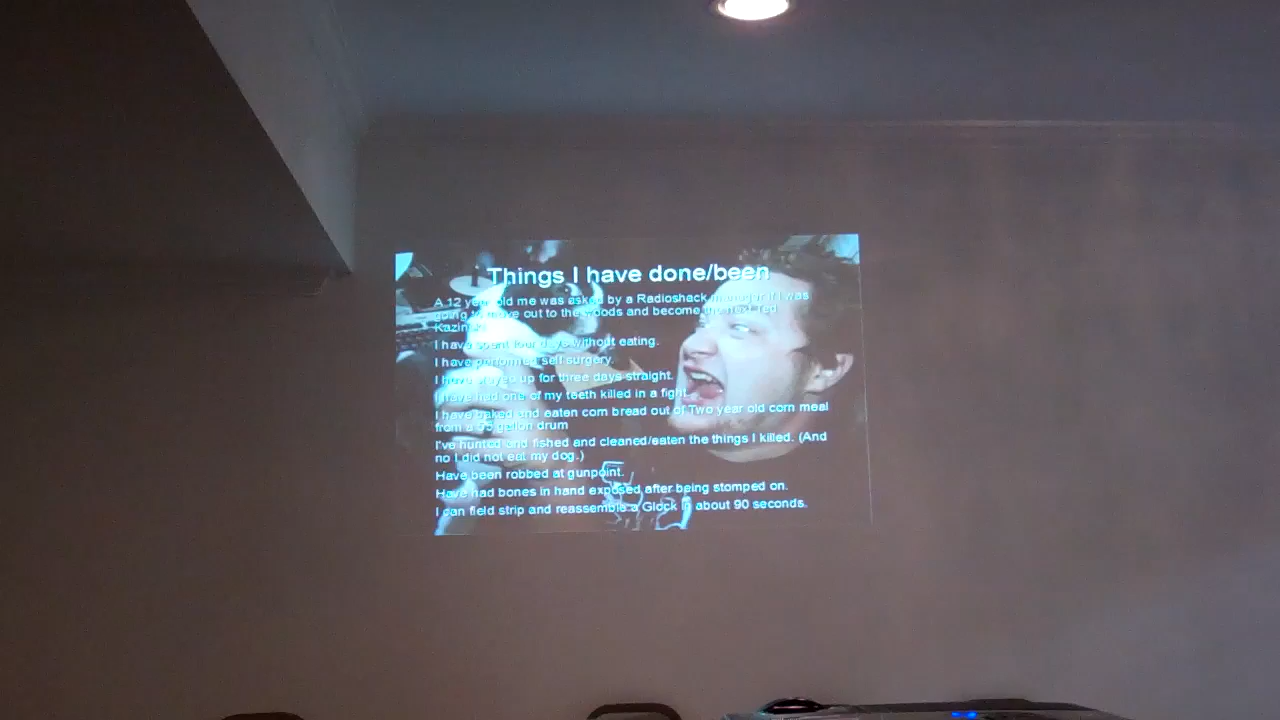 Things I have done/been
A 12 year old me was asked by a Radioshack manager if I was
going to move out to the woods and become the next Ted
I have spent four days without eating.
I have performed self surgery.
I have stayed up for three days straight.
I have had one of my teeth killed in a fight.
I have baked and eaten corn bread out of Two year old corn meal
from a 55 gallon drum
I've hunted and fished and cleaned/eaten the things I killed. (And
no I did not eat my dog.)
Have been robbed at gunpoint.
Have had bones in hand exposed after being stomped on.
I can field strip and reassemble a Glock in about 90 seconds.